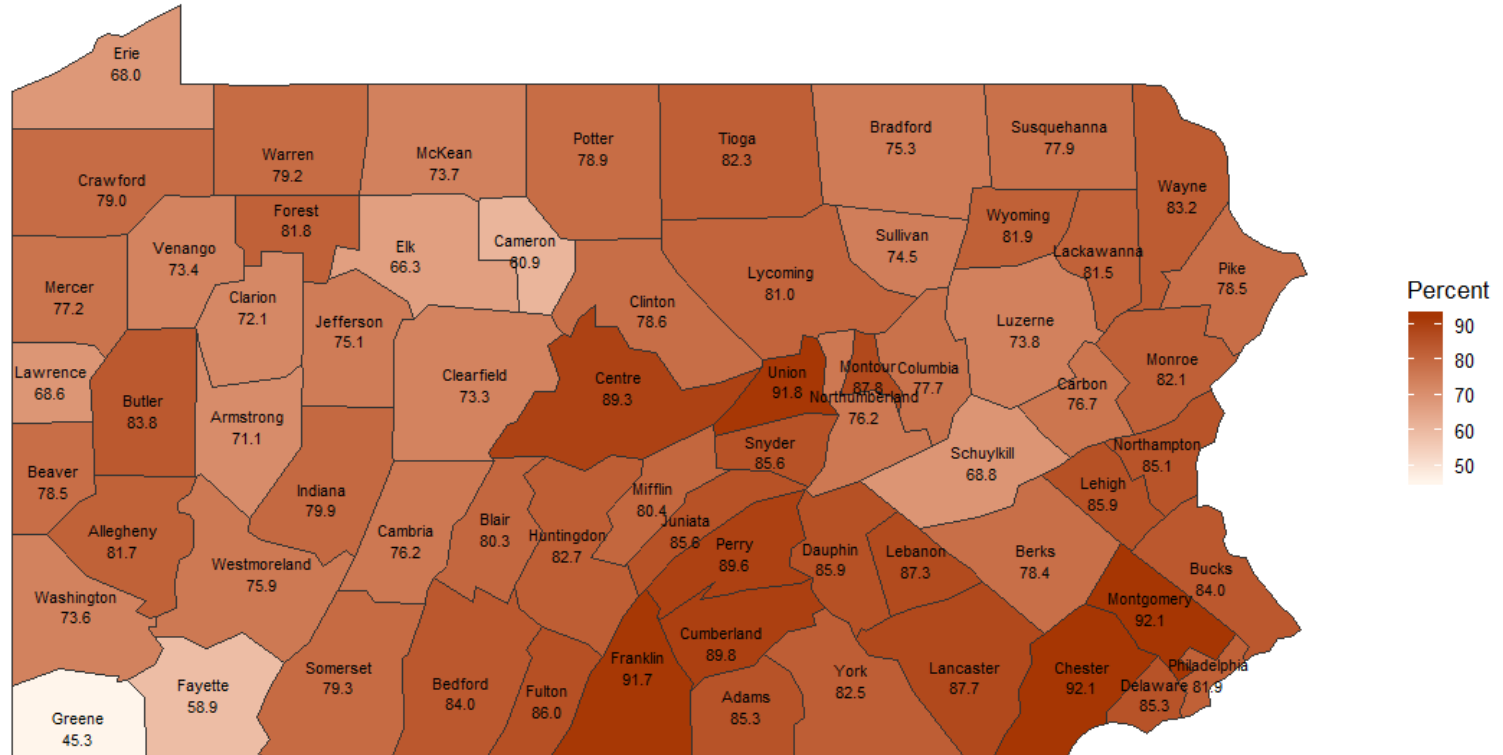 Erie
68.0
Crawford
79.0
Warren
79.2
McKean
73.7
Potter
78.9
Tioga
82.3
Bradford
75.3
Susquehanna
77.9
Wayne
83.2
Forest
81.8
Venango
73.4
Elk
66.3
Cameron
60.9
Sullivan
74.5
Wyoming
81.9
Lackawanna
81.5
Pike
78.5
Mercer
77.2
Clarion
72.1
Jefferson
75.1
Clinton
78.6
Lycoming
81.0
Luzerne
73.8
Monroe
82.1
Lawrence
68.6
Butler
83.8
Armstrong
71.1
Clearfield
73.3
Centre
89.3
Union
91.8
Montour
87.8
Columbia
77.7
Northumberland
76.2
Carbon
76.7
Snyder
85.6
Schuylkill
68.8
Northampton
85.1
Lehigh
85.9
Beaver
78.5
Allegheny
81.7
Indiana
79.9
Cambria
76.2
Blair
80.3
Huntingdon
82.7
Mifflin
80.4
Juniata
85.6
Perry
89.6
Dauphin
85.9
Lebanon
87.3
Berks
78.4
Bucks
84.0
Montgomery
92.1
Washington
73.6
Westmoreland
75.9
Greene
45.3
Fayette
58.9
Somerset
79.3
Bedford
84.0
Fulton
86.0
Franklin
91.7
Cumberland
89.8
Adams
85.3
York
82.5
Lancaster
87.7
Chester
92.1
Delaware
85.3
Philadelphia
81.9
Percent
90
80
70
60
50